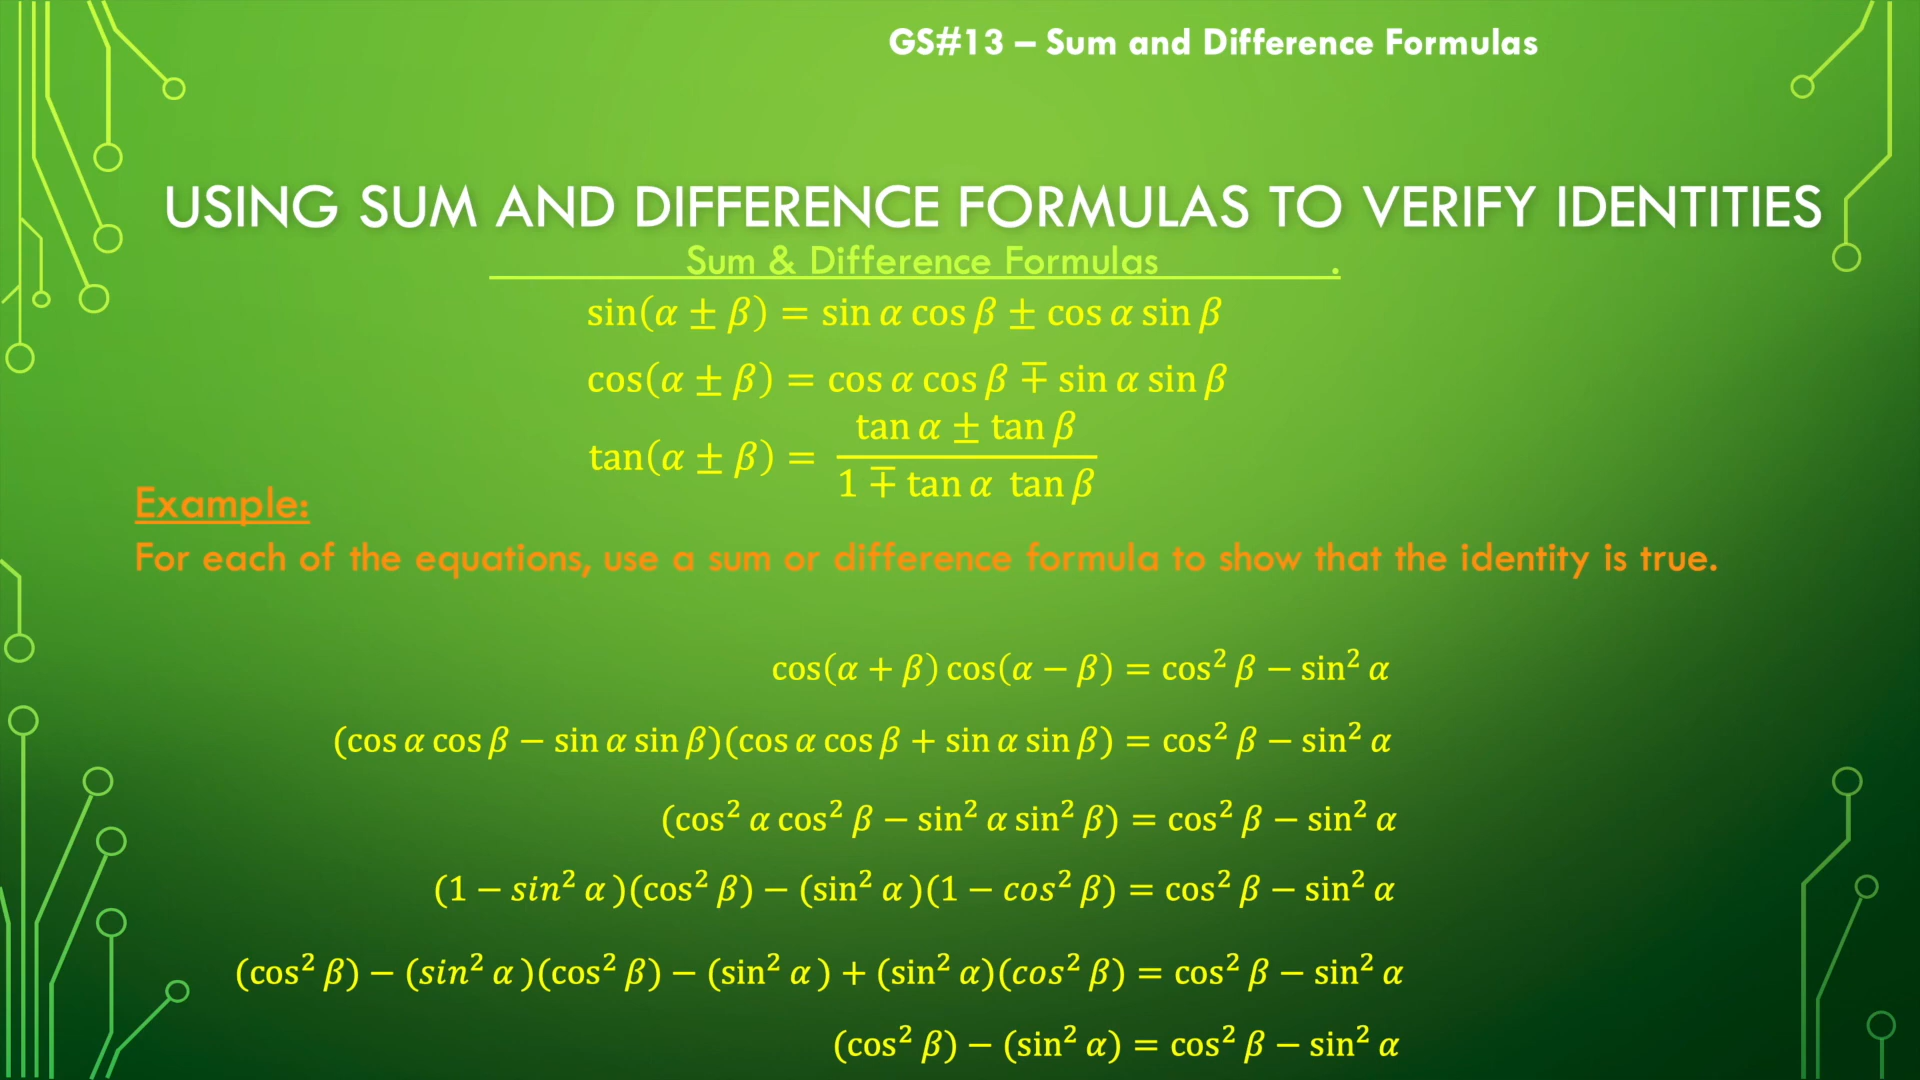 GS#13 – Sum and Difference Formulas
USING SUM AND DIFFERENCE FORMULAS TO VERIFY IDENTITIES
Sum & Difference Formulas .
sin(α ± β) = sin α cos β ± cos α sin β
cos(α ± β) = cos α cos β ∓ sin α sin β
tan(α ± β) = (tan α ± tan β) / (1 ∓ tan α tan β)
Example:
For each of the equations, use a sum or difference formula to show that the identity is true.
cos(α + β) cos(α − β) = cos² β − sin² α
(cos α cos β − sin α sin β)(cos α cos β + sin α sin β) = cos² β − sin² α
(cos² α cos² β − sin² α sin² β) = cos² β − sin² α
(1 − sin² α )(cos² β) − (sin² α )(1 − cos² β) = cos² β − sin² α
(cos² β) − (sin² α )(cos² β) − (sin² α ) + (sin² α)(cos² β) = cos² β − sin² α
(cos² β) − (sin² α) = cos² β − sin² α